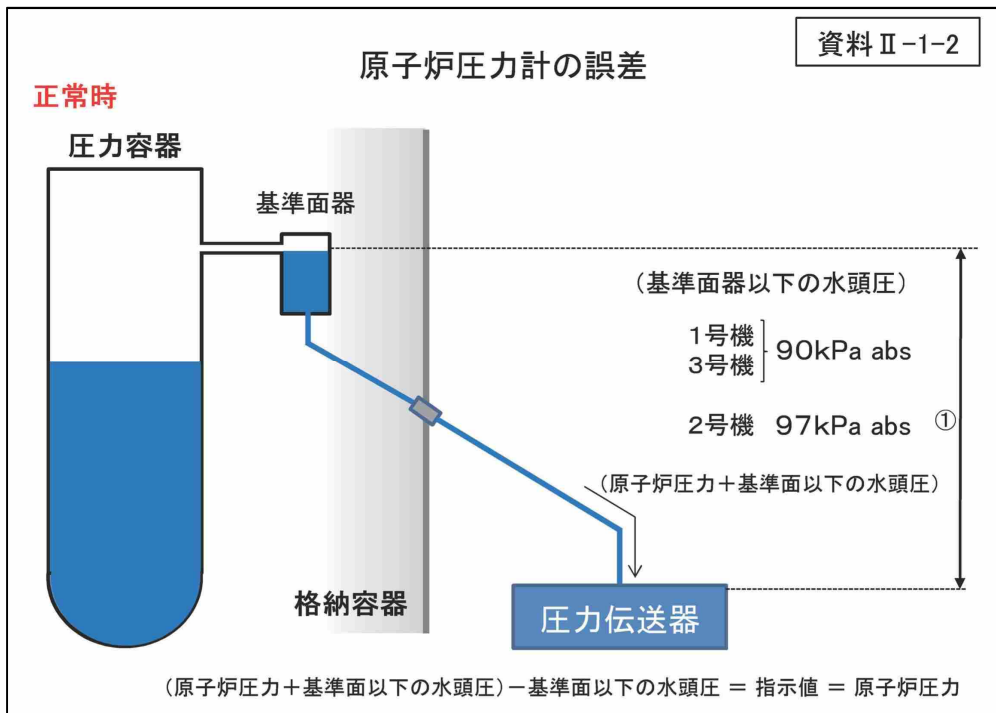 資料Ⅱ-1-2
原子炉圧力計の誤差
正常時
圧力容器
基準面器
(基準面器以下の水頭圧)
1号機
3号機
90kPa abs
2号機 97kPa abs
①
(原子炉圧力+基準面以下の水頭圧)
格納容器
圧力伝送器
(原子炉圧力+基準面以下の水頭圧)-基準面以下の水頭圧 = 指示値 = 原子炉圧力